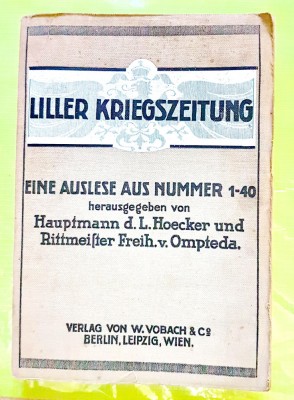 LILLER KRIEGSZEITUNG
EINE AUSLESE AUS NUMMER 1-40
herausgegeben von
Hauptmann d. L. Hoecker und
Rittmeiſter Freih. v. Ompteda.
VERLAG VON W. VOBACH & Co
BERLIN, LEIPZIG, WIEN.